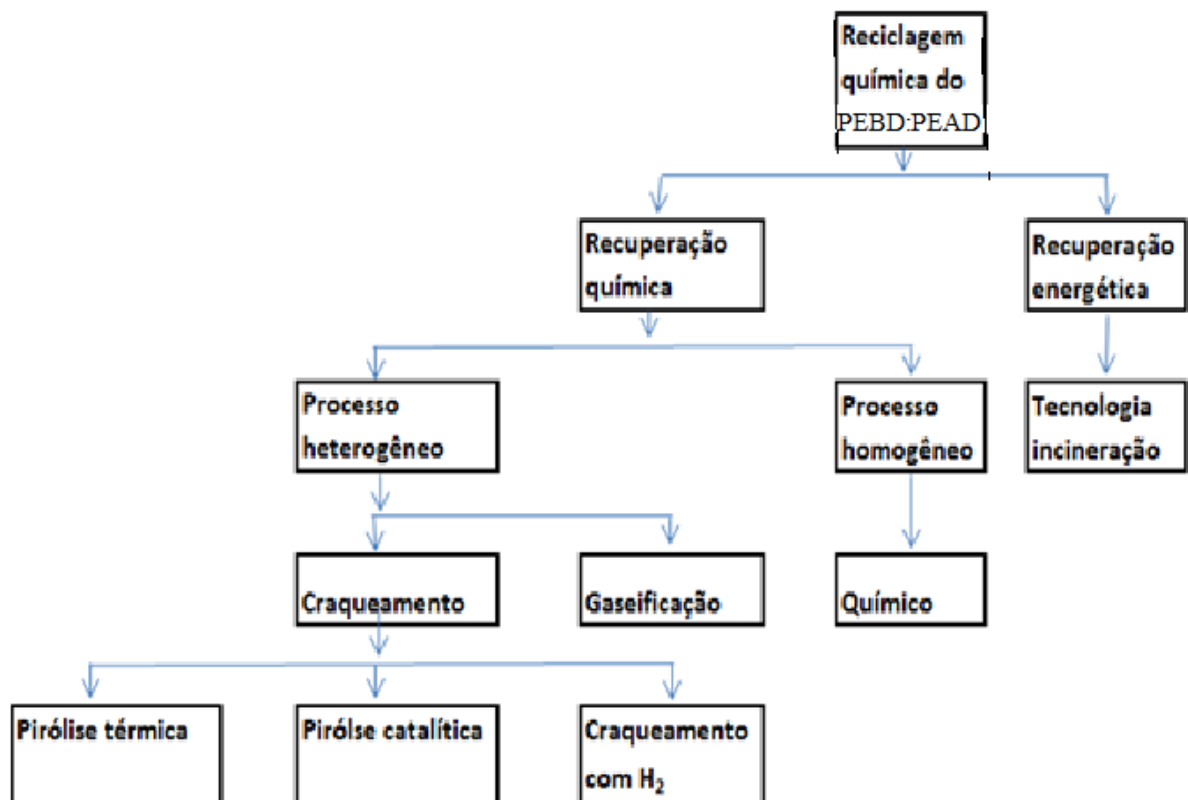 Reciclagem
química do
PEBD:PEAD
Recuperação
química
Recuperação
energética
Processo
heterogêneo
Processo
homogêneo
Tecnologia
incineração
Craqueamento
Gaseificação
Químico
Pirólise térmica
Pirólse catalítica
Craqueamento
com H₂